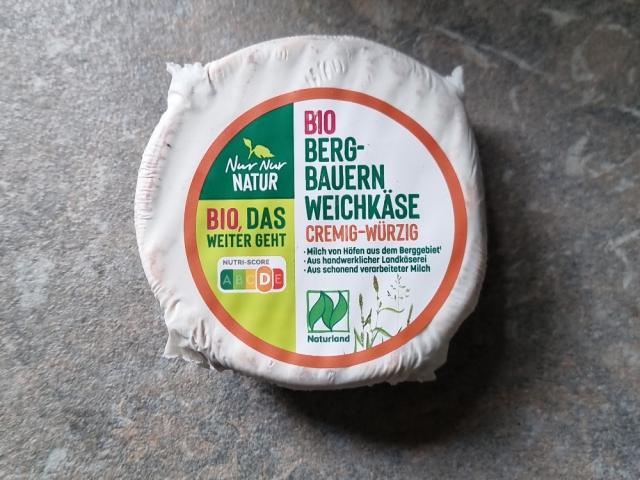 Nur Nur
NATUR
BIO, DAS
WEITER GEHT
NUTRI-SCORE
A B C D E
BIO
BERG-
BAUERN
WEICHKÄSE
CREMIG-WÜRZIG
· Milch von Höfen aus dem Berggebiet¹
· Aus handwerklicher Landkäserei
· Aus schonend verarbeiteter Milch
Naturland